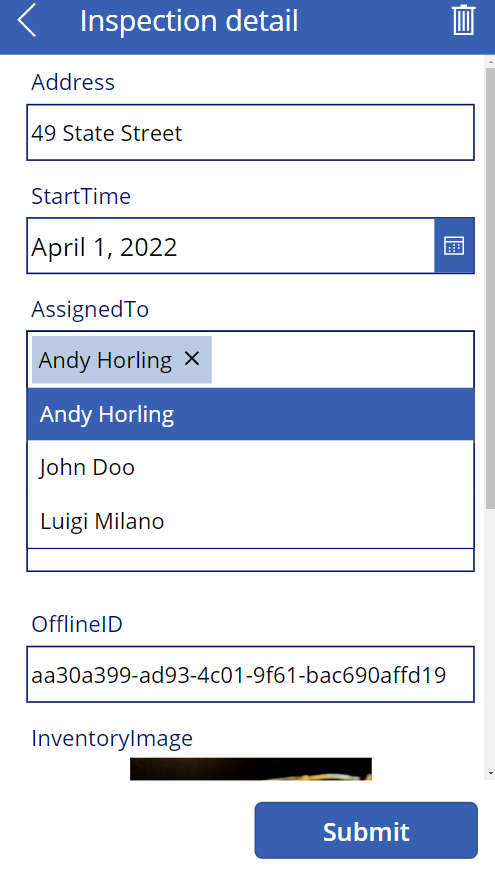 Inspection detail
Address
49 State Street
StartTime
April 1, 2022
AssignedTo
Andy Horling
Andy Horling
John Doo
Luigi Milano
OfflineID
aa30a399-ad93-4c01-9f61-bac690affd19
InventoryImage
Submit